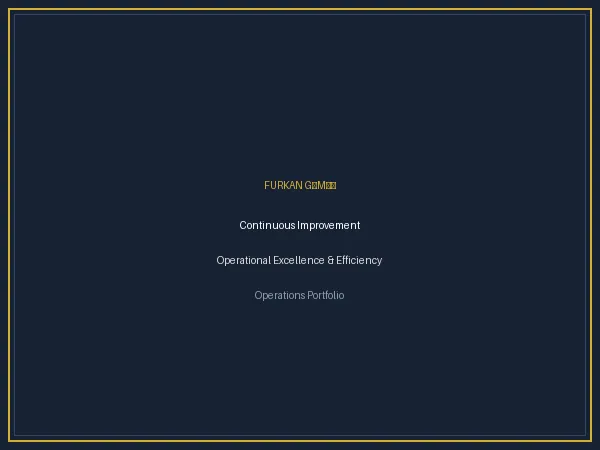 FURKAN
Continuous Improvement
Operational Excellence & Efficiency
Operations Portfolio